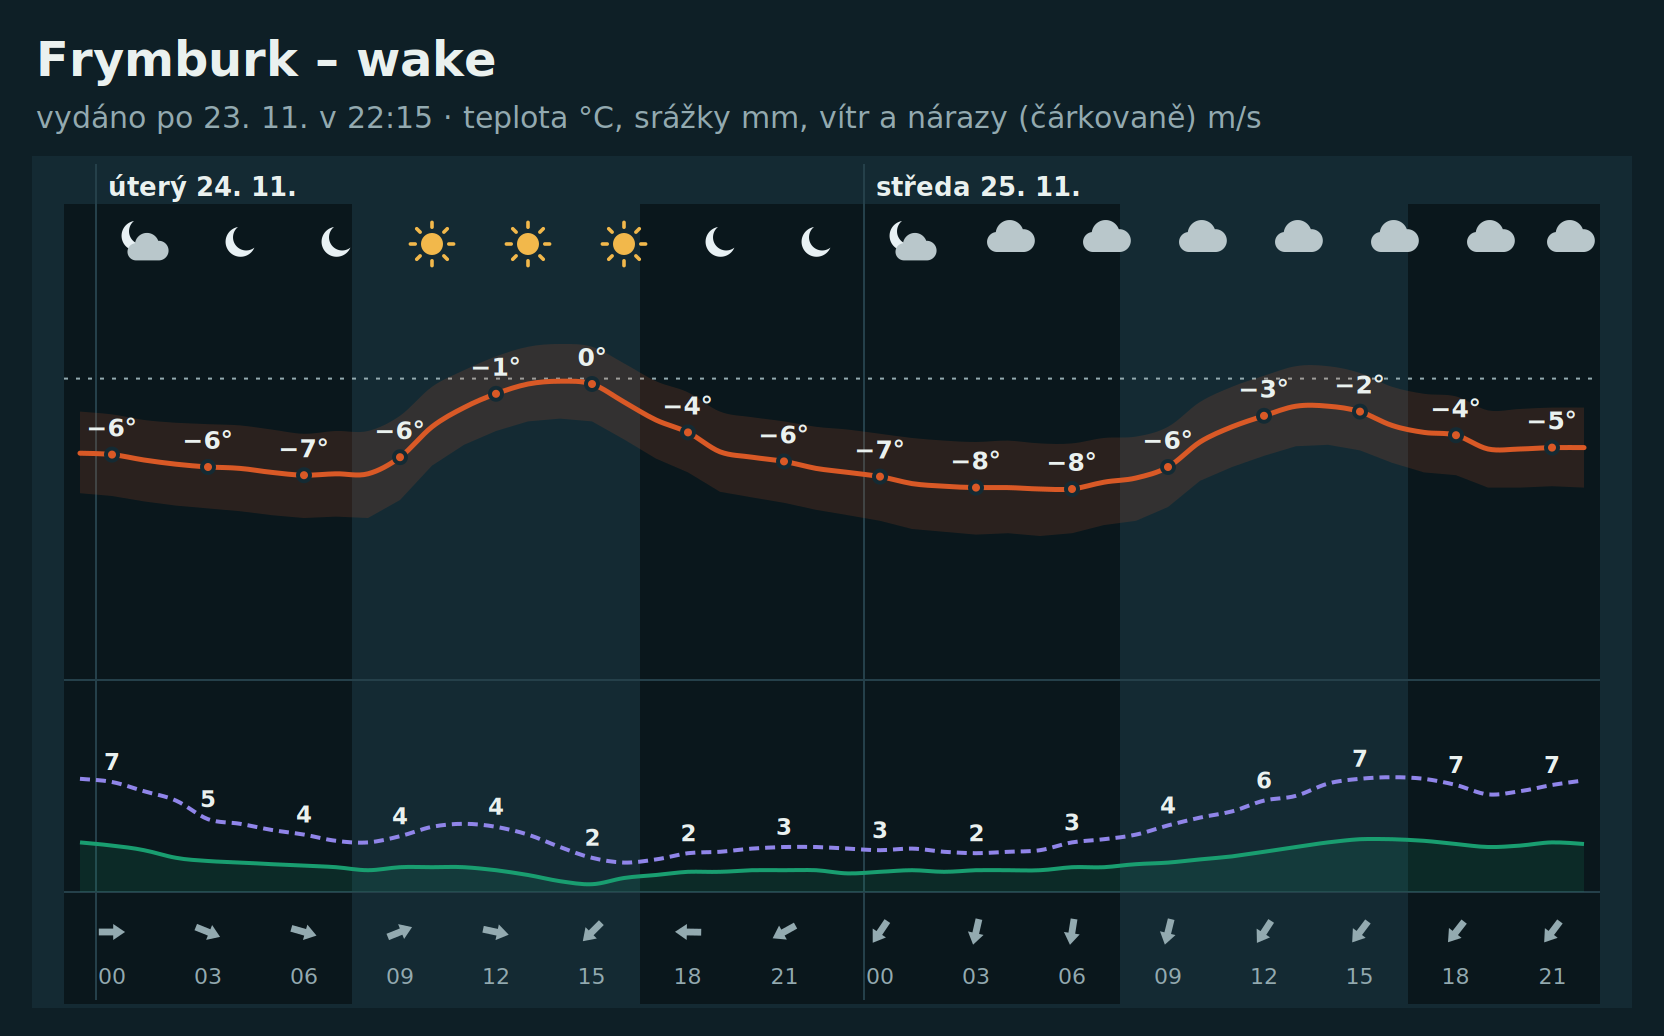 Frymburk – wake
vydáno po 23. 11. v 22:15 · teplota °C, srážky mm, vítr a nárazy (čárkovaně) m/s
úterý 24. 11. středa 25. 11.
−6° −6° −7° −6° −1° 0° −4° −6° −7° −8° −8° −6° −3° −2° −4° −5°
7 5 4 4 4 2 2 3 3 2 3 4 6 7 7 7
00 03 06 09 12 15 18 21 00 03 06 09 12 15 18 21